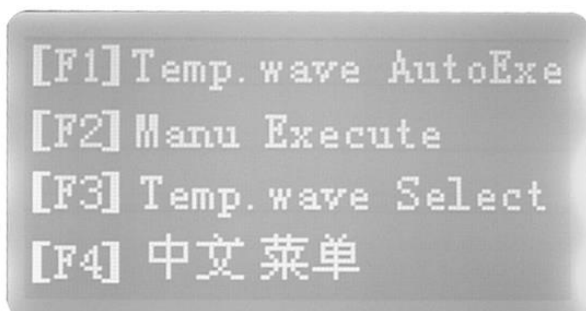 [F1] Temp. wave AutoExe
[F2] Manu Execute
[F3] Temp. wave Select
[F4] 中文 菜单